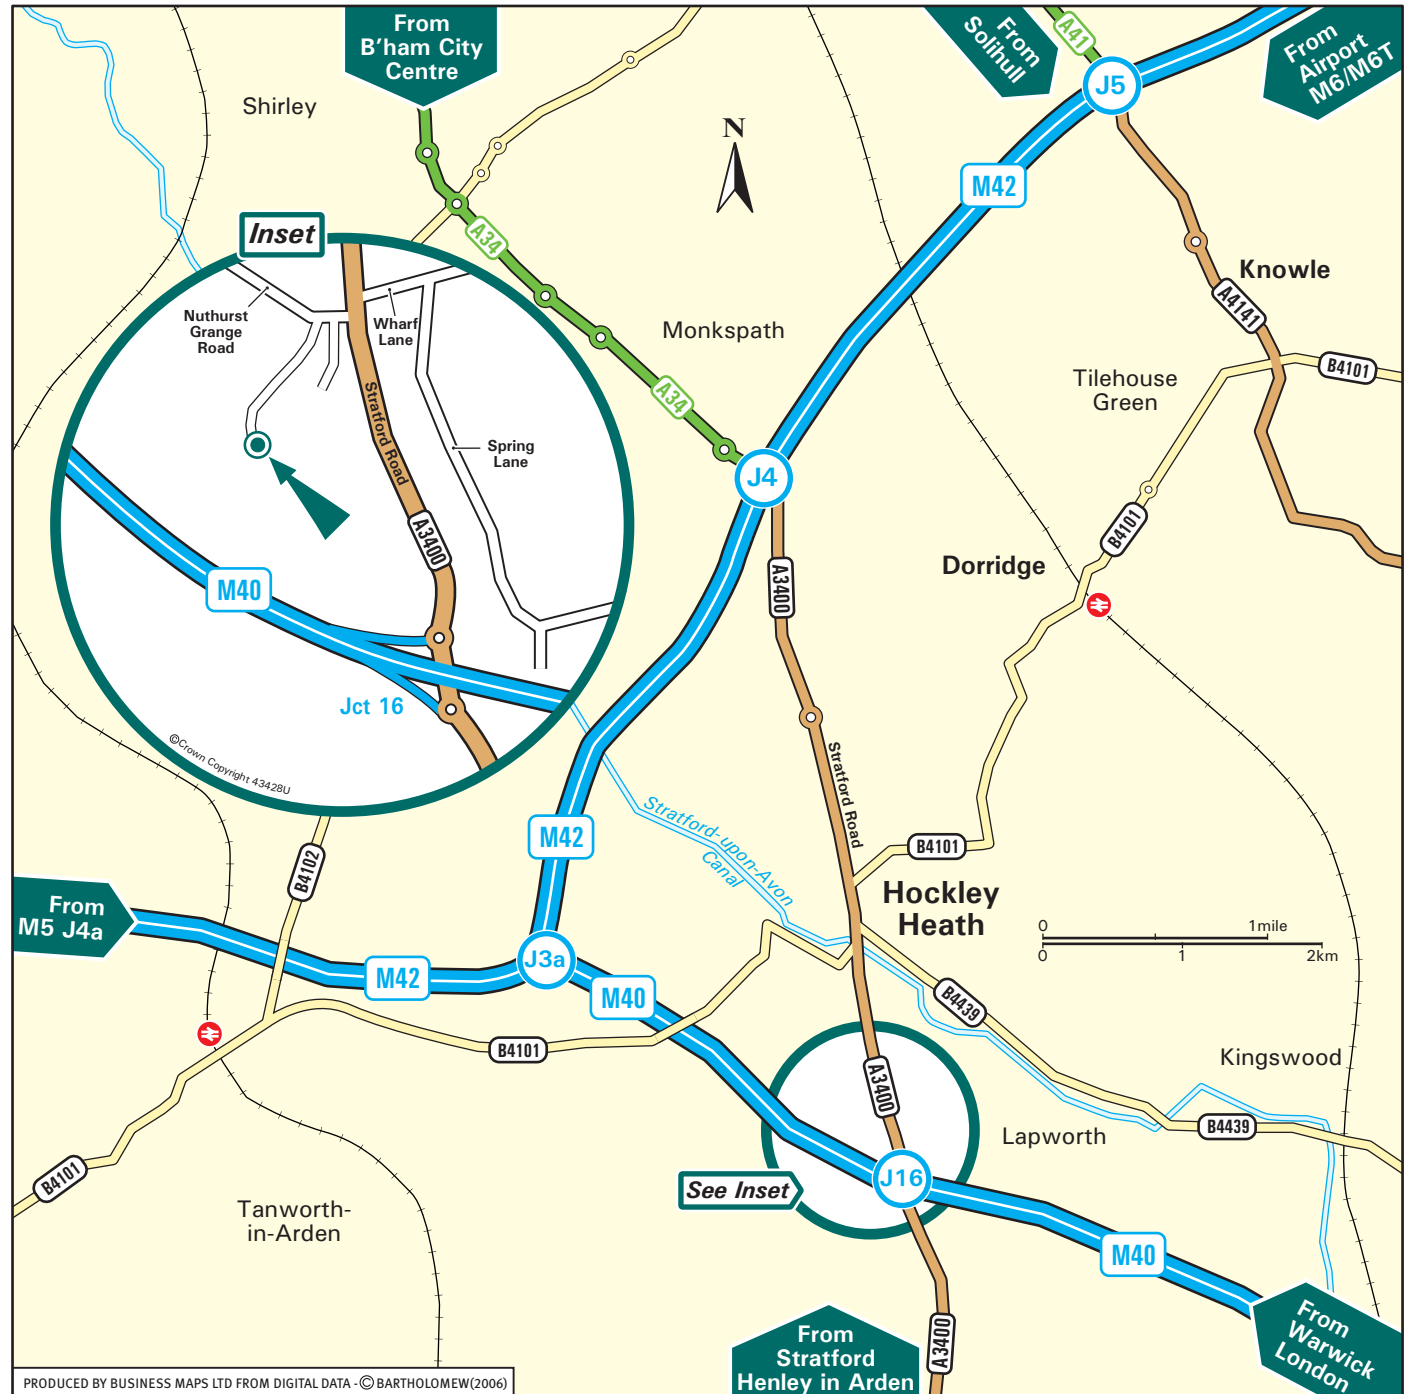 From
B'ham City
Centre
From
Solihull
A41
J5
From
Airport
M6/M6T
Shirley
N
M42
Inset
A34
Knowle
A4141
Nuthurst
Grange
Road
Wharf
Lane
Monkspath
B4101
Tilehouse
Green
A34
Stratford Road
Spring
Lane
J4
A3400
B4101
Dorridge
M40
A3400
Jct 16
©Crown Copyright 43428U
Stratford Road
M42
Stratford-upon-Avon
Canal
B4101
B4102
Hockley
Heath
From
M5 J4a
0 1mile
0 1 2km
J3a
M42
M40
B4439
B4101
Kingswood
A3400
Lapworth
B4439
B4101
J16
See Inset
Tanworth-
in-Arden
M40
From
Stratford
Henley in Arden
A3400
From
Warwick
London
PRODUCED BY BUSINESS MAPS LTD FROM DIGITAL DATA - © BARTHOLOMEW(2006)